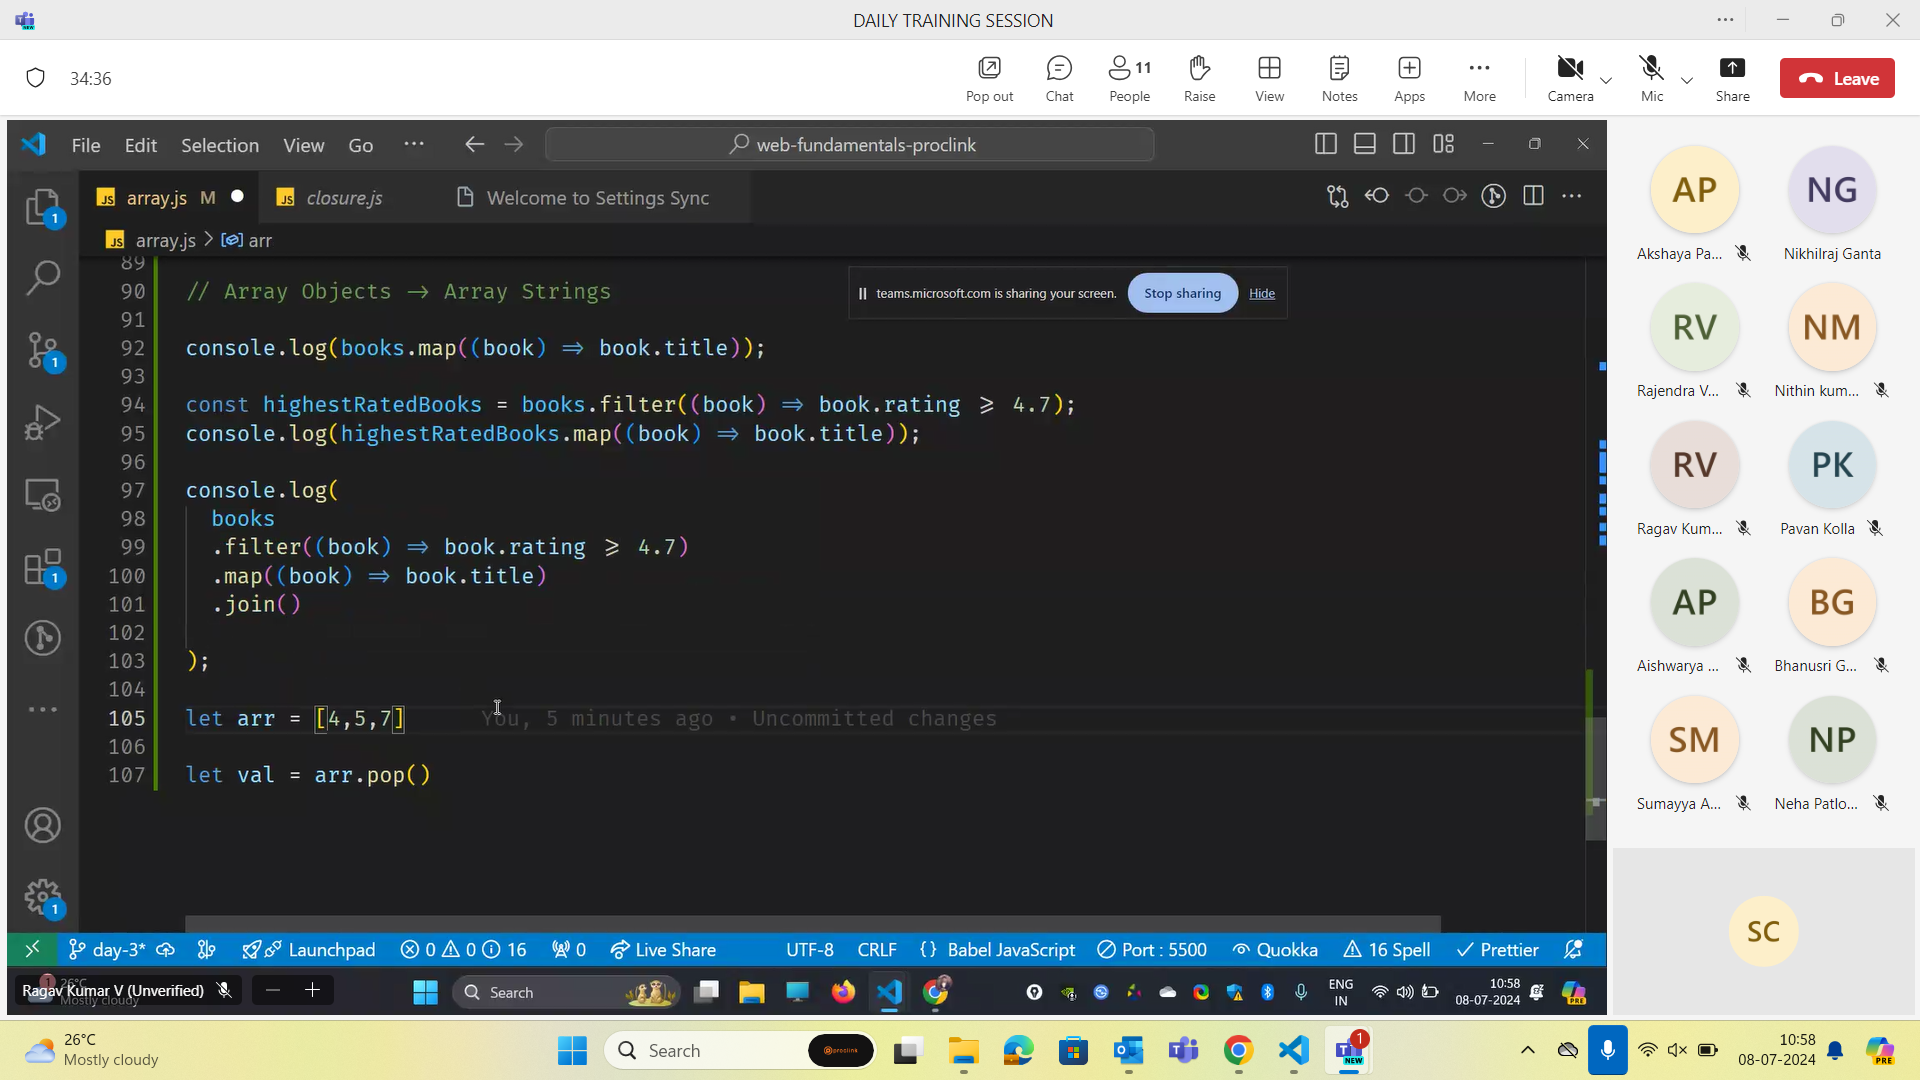 DAILY TRAINING SESSION
34:36
Pop out
Chat
11
People
Raise
View
Notes
Apps
More
Camera
Mic
Share
Leave
File Edit Selection View Go
web-fundamentals-proclink
array.js M
closure.js
Welcome to Settings Sync
array.js > arr
teams.microsoft.com is sharing your screen. Stop sharing Hide
89
90 // Array Objects → Array Strings
91
92 console.log(books.map((book) ⇒ book.title));
93
94 const highestRatedBooks = books.filter((book) ⇒ book.rating ⩾ 4.7);
95 console.log(highestRatedBooks.map((book) ⇒ book.title));
96
97 console.log(
98 books
99 .filter((book) ⇒ book.rating ⩾ 4.7)
100 .map((book) ⇒ book.title)
101 .join()
102
103 );
104
105 let arr = [4,5,7] You, 5 minutes ago • Uncommitted changes
106
107 let val = arr.pop()
1
1
1
1
day-3* Launchpad 0 0 16 0 Live Share UTF-8 CRLF {} Babel JavaScript Port : 5500 Quokka 16 Spell Prettier
Ragav Kumar V (Unverified)
26°C
Mostly cloudy
Search
ENG
IN
10:58
08-07-2024
PRE
AP
Akshaya Pa...
NG
Nikhilraj Ganta
RV
Rajendra V...
NM
Nithin kum...
RV
Ragav Kum...
PK
Pavan Kolla
AP
Aishwarya ...
BG
Bhanusri G...
SM
Sumayya A...
NP
Neha Patlo...
SC
26°C
Mostly cloudy
Search
proclink
1
NEW
10:58
08-07-2024
PRE